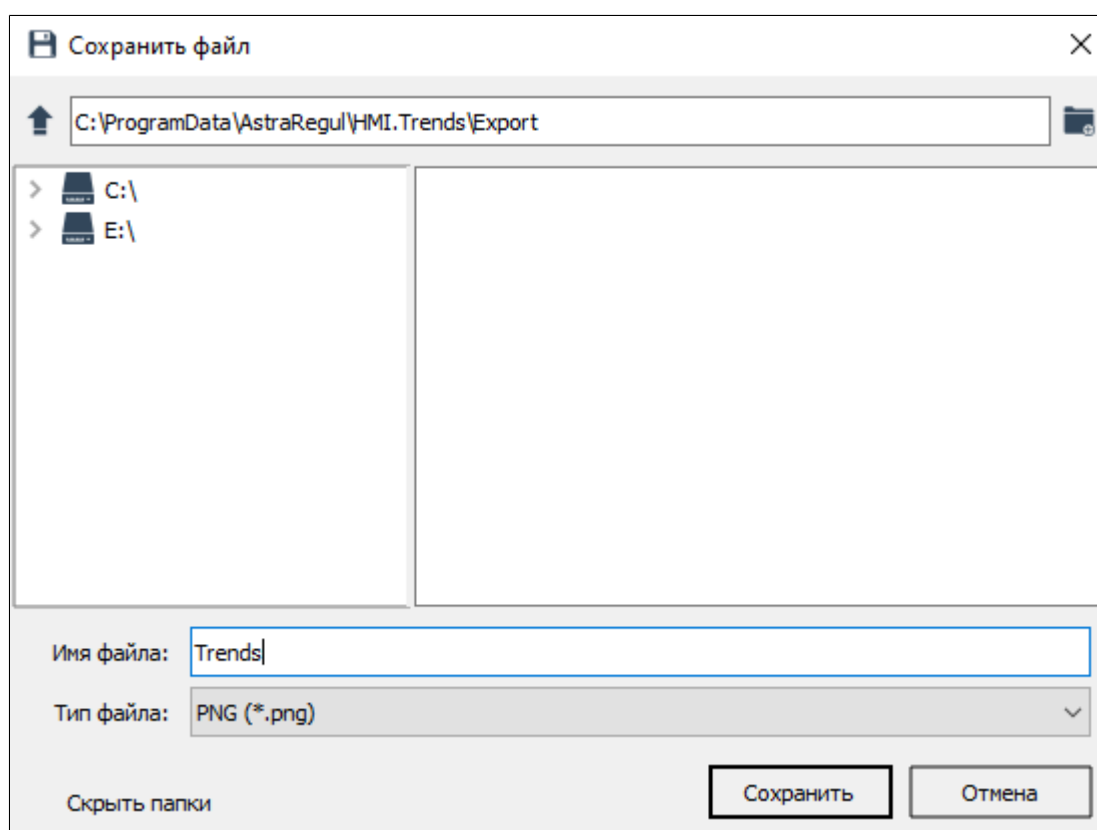 Сохранить файл
C:\ProgramData\AstraRegul\HMI.Trends\Export
C:\
E:\
Имя файла: Trends
Тип файла: PNG (*.png)
Скрыть папки
Сохранить
Отмена